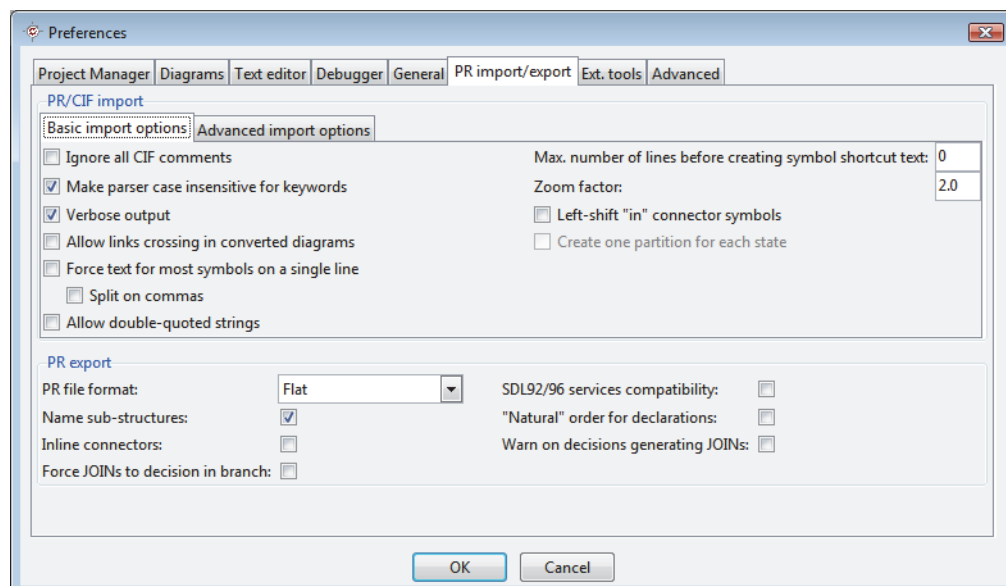 Preferences
Project Manager Diagrams Text editor Debugger General PR import/export Ext. tools Advanced
PR/CIF import
Basic import options Advanced import options
Ignore all CIF comments
Max. number of lines before creating symbol shortcut text: 0
Make parser case insensitive for keywords
Zoom factor: 2.0
Verbose output
Left-shift "in" connector symbols
Allow links crossing in converted diagrams
Create one partition for each state
Force text for most symbols on a single line
Split on commas
Allow double-quoted strings
PR export
PR file format: Flat
SDL92/96 services compatibility:
Name sub-structures:
"Natural" order for declarations:
Inline connectors:
Warn on decisions generating JOINs:
Force JOINs to decision in branch:
OK Cancel